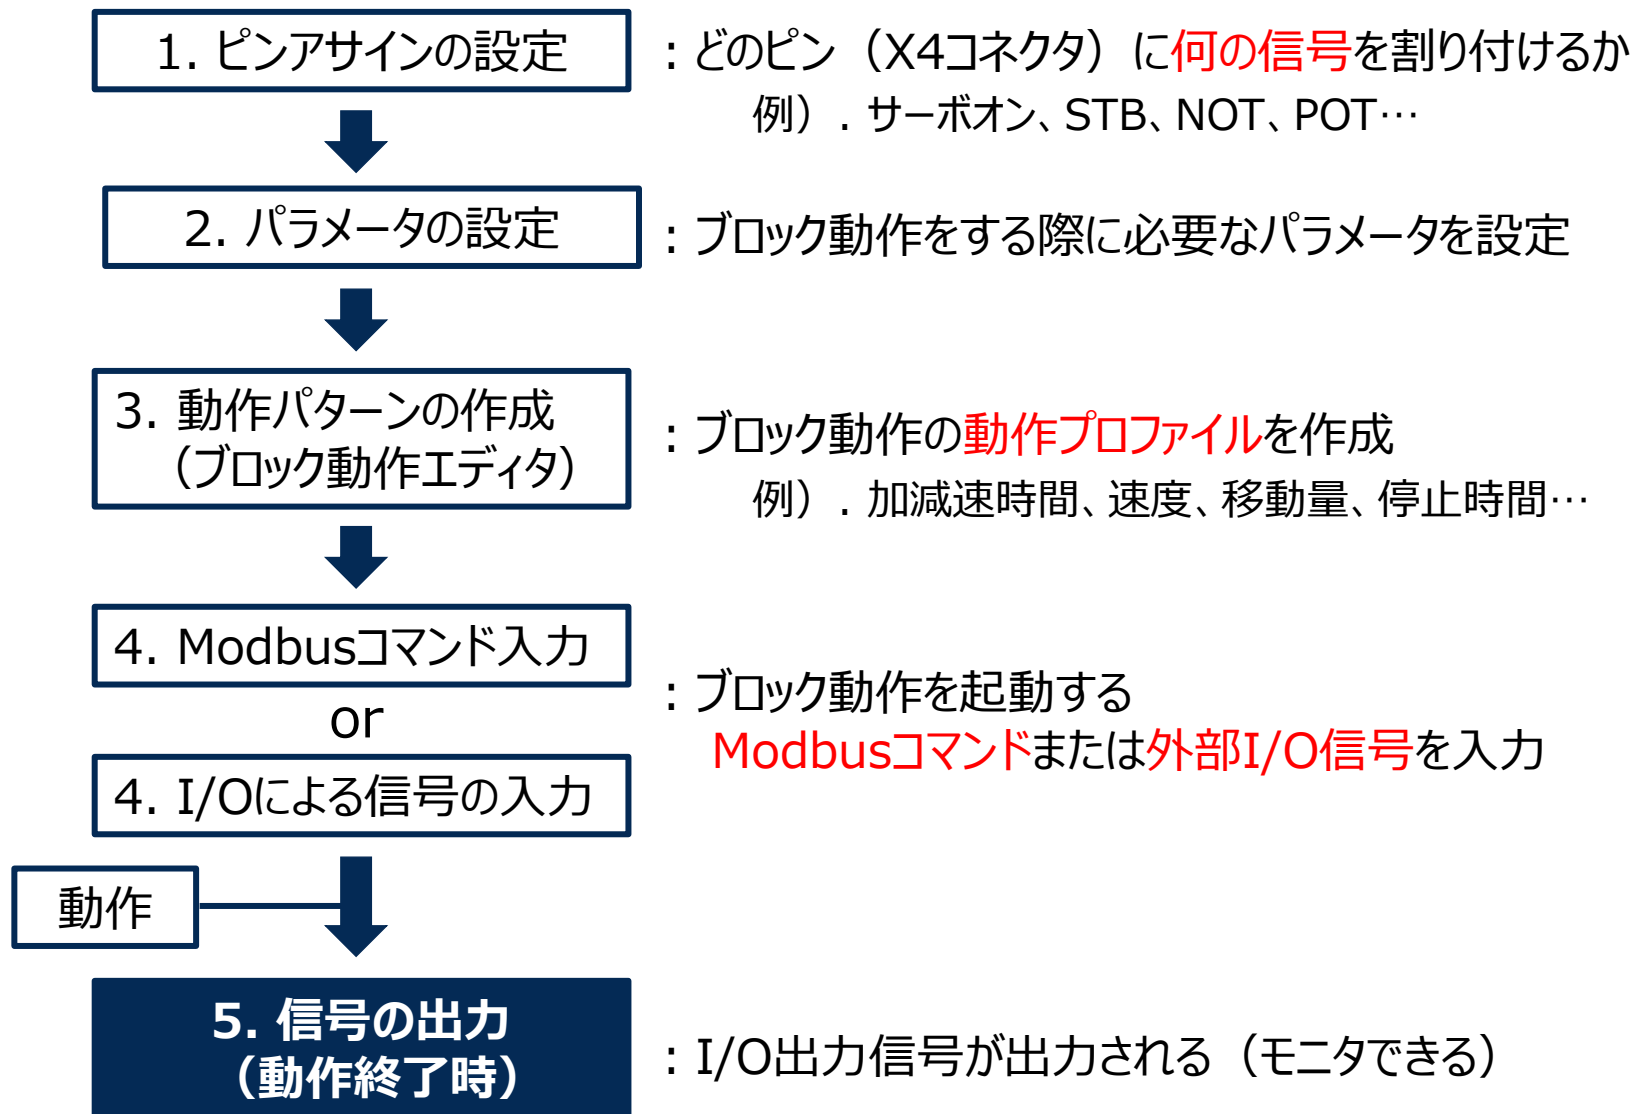 1. ピンアサインの設定
：どのピン（X4コネクタ）に何の信号を割り付けるか
例）. サーボオン、STB、NOT、POT…
2. パラメータの設定
：ブロック動作をする際に必要なパラメータを設定
3. 動作パターンの作成
（ブロック動作エディタ）
：ブロック動作の動作プロファイルを作成
例）. 加減速時間、速度、移動量、停止時間…
4. Modbusコマンド入力
or
4. I/Oによる信号の入力
：ブロック動作を起動する
Modbusコマンドまたは外部I/O信号を入力
動作
5. 信号の出力
（動作終了時）
：I/O出力信号が出力される（モニタできる）